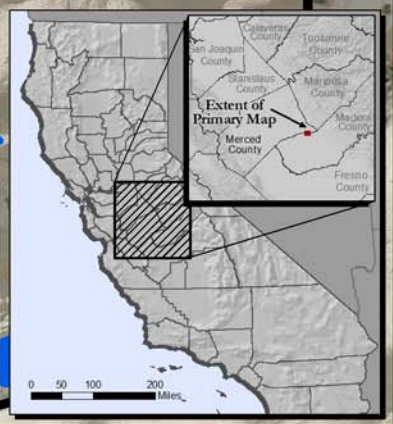 Calaveras
County
Tuolumne
County
San Joaquin
County
Stanislaus
County
Mariposa
County
Extent of
Primary Map
Madera
County
Merced
County
Fresno
County
0 50 100 200
Miles